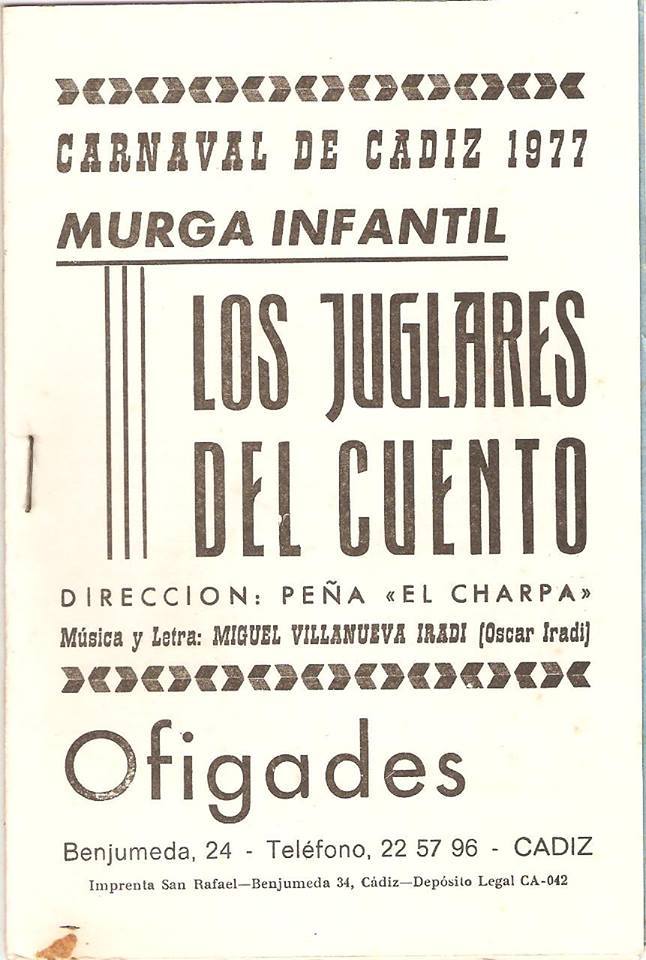 CARNAVAL DE CADIZ 1977
MURGA INFANTIL
LOS JUGLARES
DEL CUENTO
DIRECCION: PEÑA «EL CHARPA»
Música y Letra: MIGUEL VILLANUEVA IRADI (Oscar Iradi)
Ofigades
Benjumeda, 24 - Teléfono, 22 57 96 - CADIZ
Imprenta San Rafael—Benjumeda 34, Cádiz—Depósito Legal CA-042